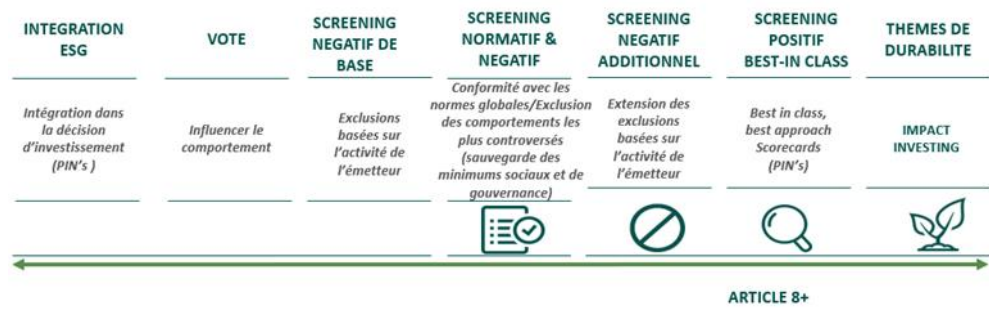 INTEGRATION
ESG
VOTE
SCREENING
NEGATIF DE
BASE
SCREENING
NORMATIF &
NEGATIF
SCREENING
NEGATIF
ADDITIONNEL
SCREENING
POSITIF
BEST-IN CLASS
THEMES DE
DURABILITE
Intégration dans
la décision
d'investissement
(PIN's )
Influencer le
comportement
Exclusions
basées sur
l'activité de
l'émetteur
Conformité avec les
normes globales/Exclusion
des comportements les
plus controversés
(sauvegarde des
minimums sociaux et de
gouvernance)
Extension des
exclusions
basées sur
l'activité de
l'émetteur
Best in class,
best approach
Scorecards
(PIN's)
IMPACT
INVESTING
ARTICLE 8+